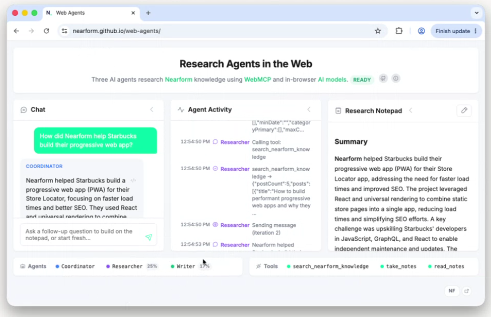 Web Agents
Finish update
nearform.github.io/web-agents/
Research Agents in the Web
Three AI agents research Nearform knowledge using WebMCP and in-browser AI models. READY
Chat
How did Nearform help Starbucks
build their progressive web app?
COORDINATOR
Nearform helped Starbucks build a
progressive web app (PWA) for their
Store Locator, focusing on faster load
times and better SEO. They used React
and universal rendering to combine
Ask a follow-up question to build on the
notepad, or start fresh...
Agent Activity
[],"minDate":"","categor
yPrimary":[],"maxC...
12:54:50 PM Researcher Calling tool:
search_nearform_know
ledge
12:54:50 PM Researcher search_nearform_know
ledge →
{"postCount":5,"posts":
[{"title":"How to build
performant progressive
web apps and why they
...
12:54:50 PM Researcher Sending message
(iteration 2)
12:54:53 PM Researcher Nearform helped
Research Notepad
Summary
Nearform helped Starbucks build their
progressive web app (PWA) for their Store
Locator app, addressing the need for faster load
times and improved SEO. The project leveraged
React and universal rendering to combine static
store pages into a single app, reducing load
times and simplifying SEO efforts. A key
challenge was upskilling Starbucks' developers
in JavaScript, GraphQL, and React to enable
independent maintenance and updates. The
Agents Coordinator Researcher Writer
Tools search_nearform_knowledge take_notes read_notes
NF